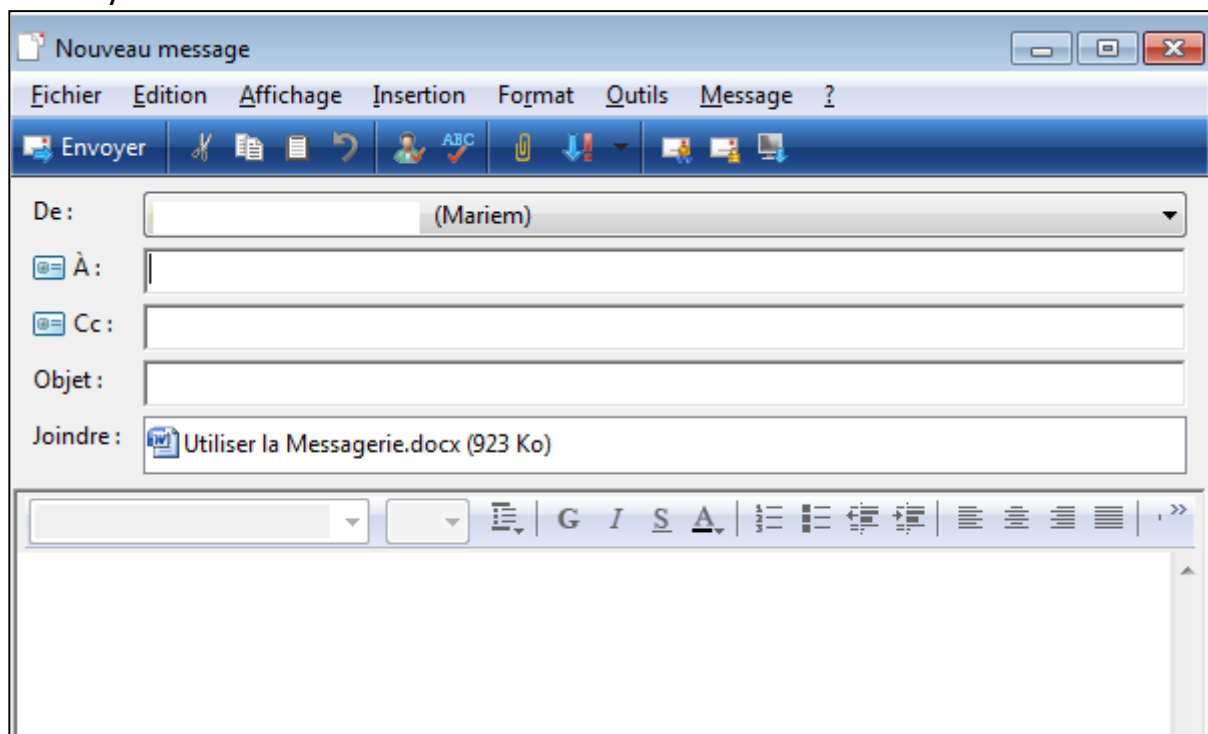 Nouveau message
Fichier Edition Affichage Insertion Format Outils Message ?
Envoyer ABC
De : (Mariem)
À :
Cc :
Objet :
Joindre : Utiliser la Messagerie.docx (923 Ko)
G I S A